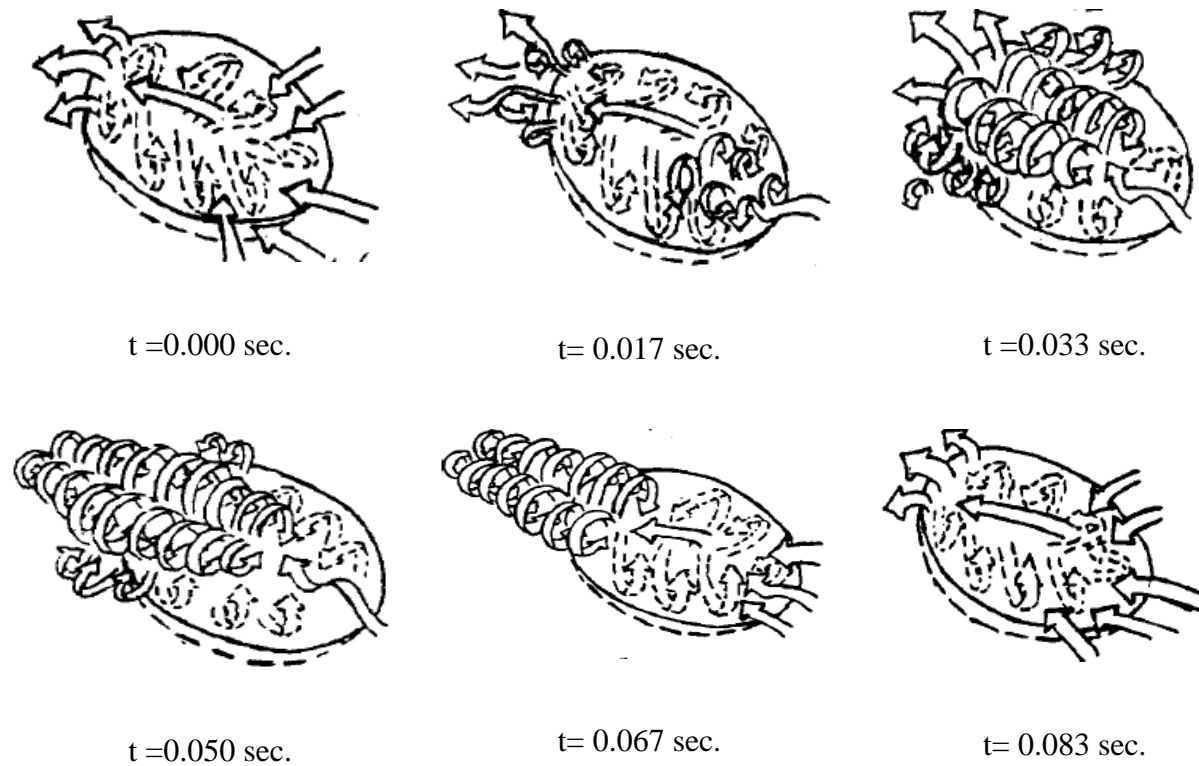 t =0.000 sec.
t= 0.017 sec.
t =0.033 sec.
t =0.050 sec.
t= 0.067 sec.
t= 0.083 sec.